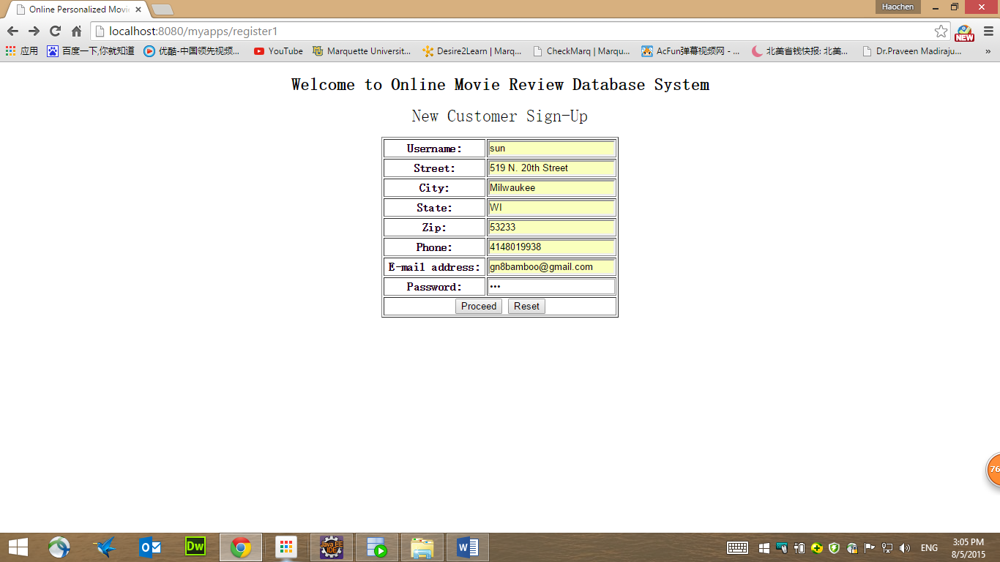 Online Personalized Movi
Haochen
localhost:8080/myapps/register1
NEW
应用 百度一下,你就知道 优酷-中国领先视频... YouTube Marquette Universit... Desire2Learn | Marq... CheckMarq | Marqu... AcFun弹幕视频网 - ... 北美省钱快报: 北美... Dr.Praveen Madiraju... »
Welcome to Online Movie Review Database System
New Customer Sign-Up
Username: sun
Street: 519 N. 20th Street
City: Milwaukee
State: WI
Zip: 53233
Phone: 4148019938
E-mail address: gn8bamboo@gmail.com
Password: •••
Proceed Reset
76
Dw
Java EE
IDE
ENG
3:05 PM
8/5/2015